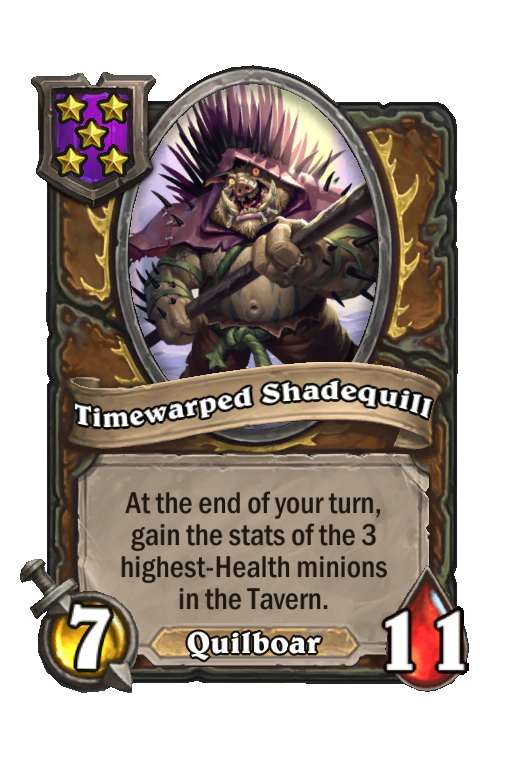 Timewarped Shadequill
At the end of your turn,
gain the stats of the 3
highest-Health minions
in the Tavern.
7
Quilboar
11